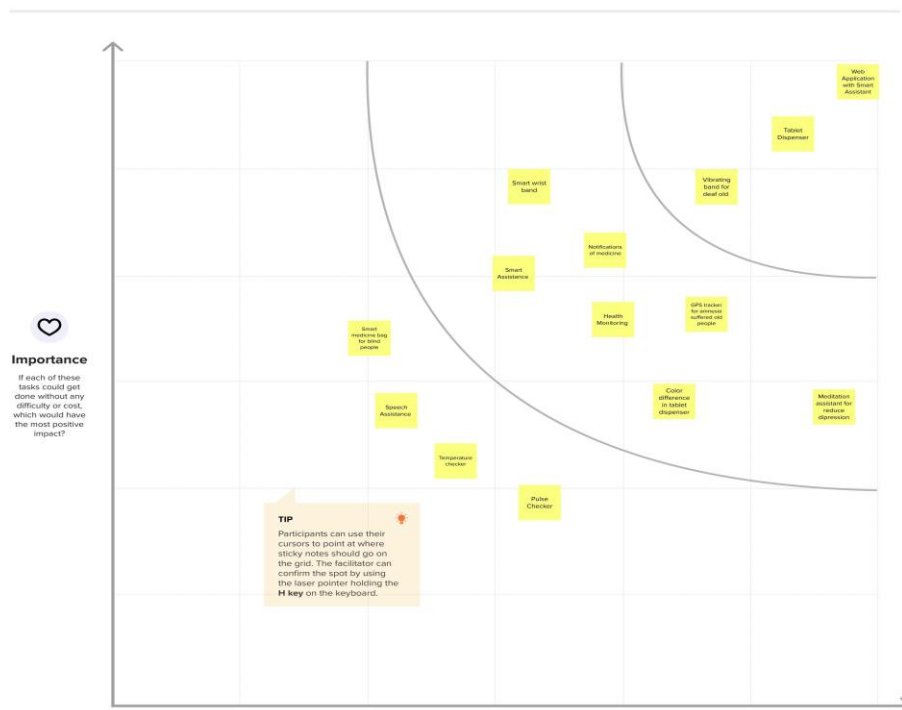 Web
Application
with Smart
Assistant
Tablet
Dispenser
Vibrating
band for
deaf old
Smart wrist
band
Notifications
of medicine
Smart
Assistance
GPS tracker
for amnose
suffered old
people
Health
Monitoring
Smart
medicine bag
for blind
people
Importance
If each of these
tasks could get
done without any
difficulty or cost,
which would have
the most positive
impact?
Color
difference
in tablet
dispenser
Meditation
assistant for
reduce
dipression
Speech
Assistance
Temperature
checker
Pulse
Checker
TIP
Participants can use their
cursors to point at where
sticky notes should go on
the grid. The facilitator can
confirm the spot by using
the laser pointer holding the
H key on the keyboard.